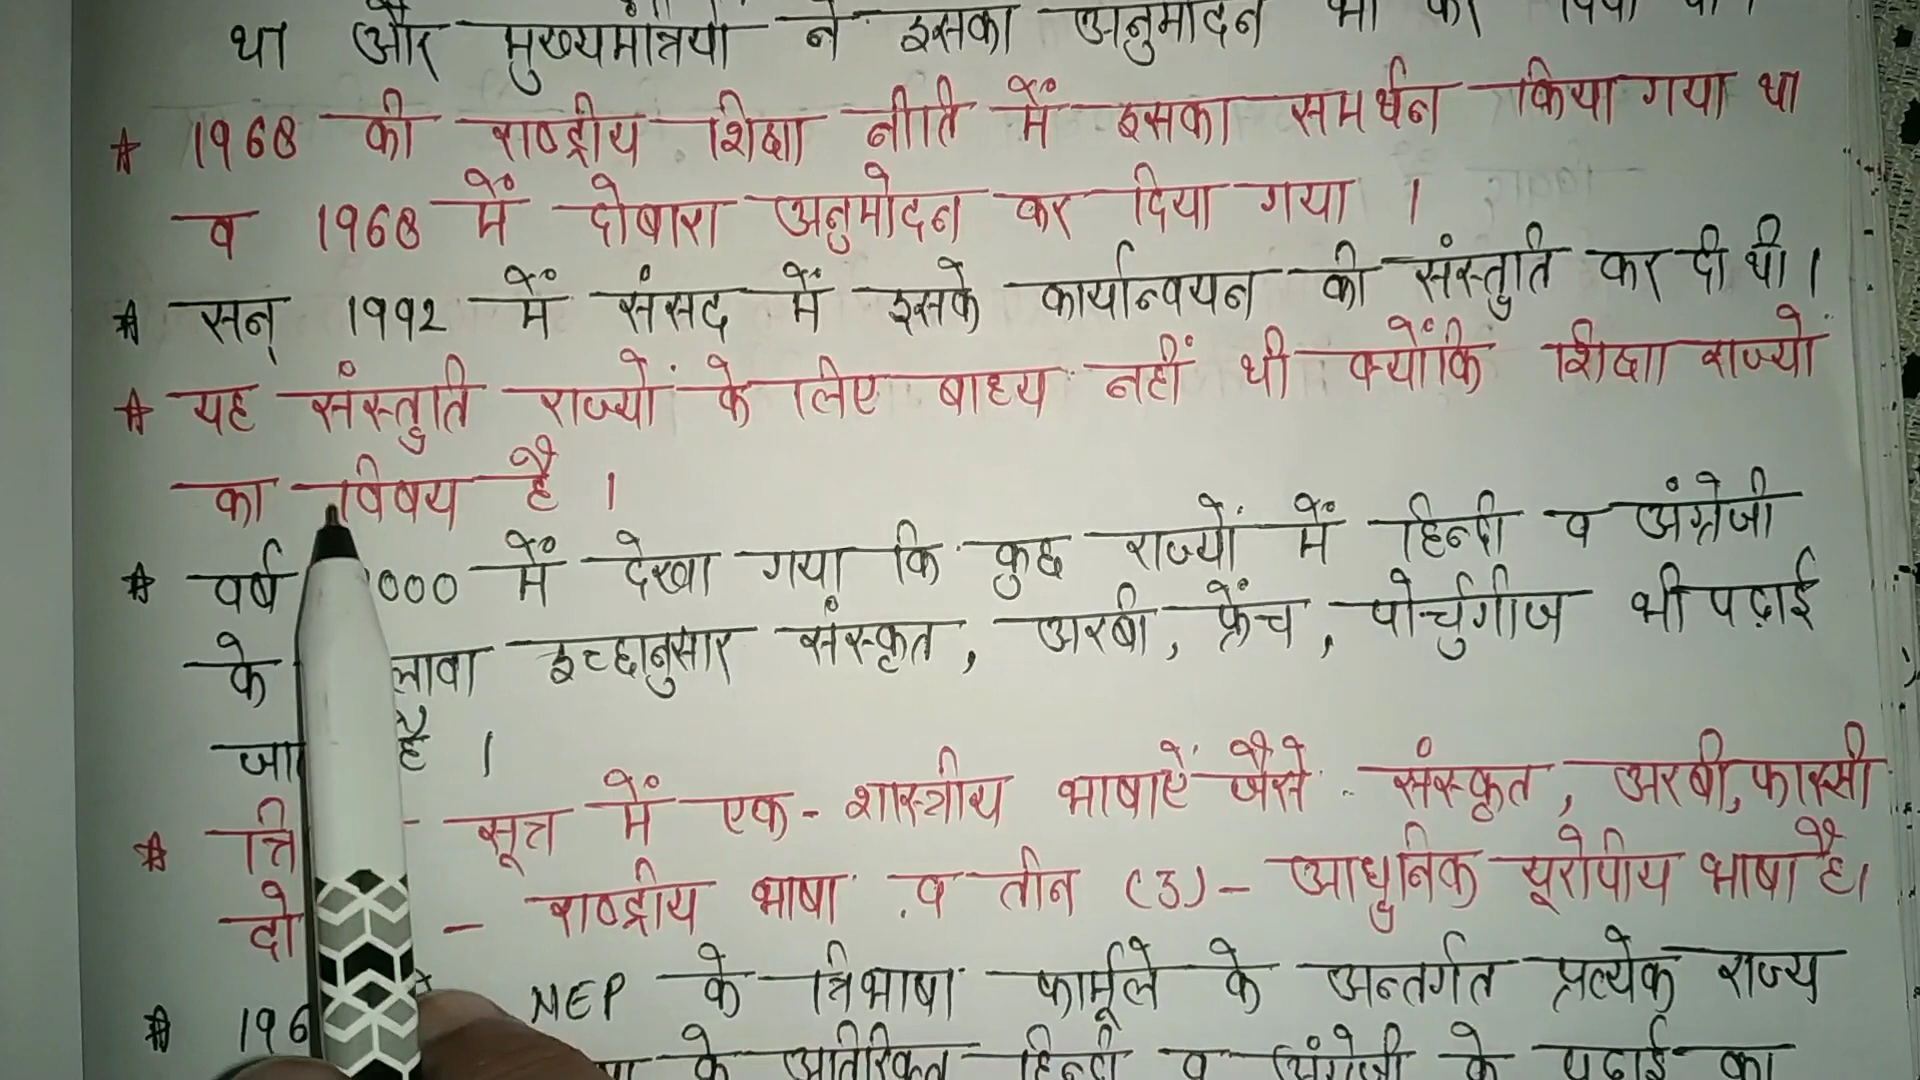 था और मुख्यमंत्रियों ने इसका अनुमोदन भी कर दिया था।
★ 1968 की राष्ट्रीय शिक्षा नीति में इसका समर्थन किया गया था
व 1968 में दोबारा अनुमोदन कर दिया गया ।
★ सन् 1992 में संसद में इसके कार्यान्वयन की संस्तुति कर दी थी।
★ यह संस्तुति राज्यों के लिए बाध्य नहीं थी क्योंकि शिक्षा राज्यों
का विषय है ।
★ वर्ष 000 में देखा गया कि कुछ राज्यों में हिन्दी व अंग्रेजी
के लावा इच्छानुसार संस्कृत, अरबी, फ्रेंच, पोर्चुगीज भी पढ़ाई
जा है ।
★ त्रि - सूत्र में एक - शास्त्रीय भाषाएँ जैसे - संस्कृत, अरबी, फारसी
दो - राष्ट्रीय भाषा व तीन (3) - आधुनिक यूरोपीय भाषा है।
★ 196 NEP के त्रिभाषा फार्मूले के अन्तर्गत प्रत्येक राज्य
के अतिरिक्त हिन्दी व अंग्रेजी के पढाई का